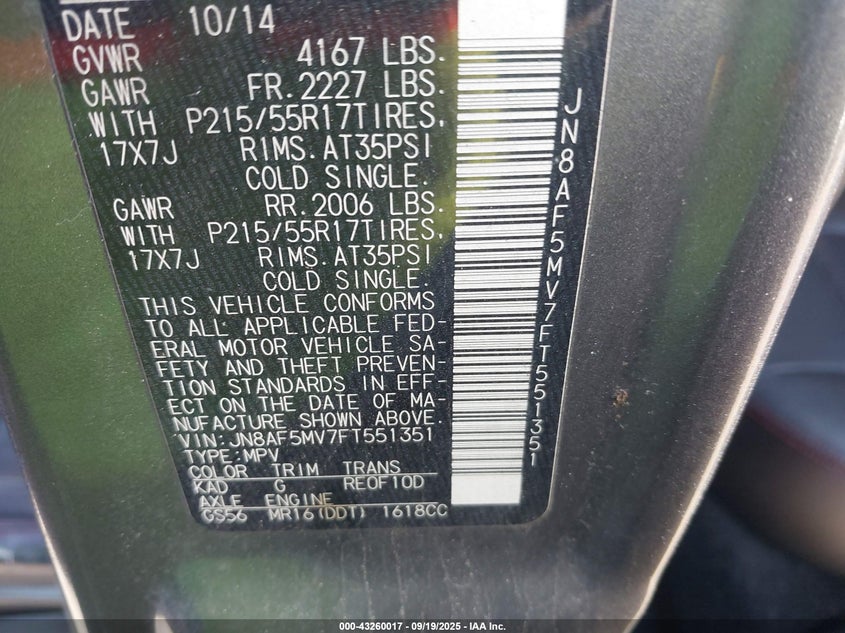 DATE 10/14
GVWR 4167 LBS.
GAWR FR.2227 LBS.
WITH P215/55R17TIRES,
17X7J RIMS.AT35PSI
COLD SINGLE.
GAWR RR.2006 LBS.
WITH P215/55R17TIRES,
17X7J RIMS.AT35PSI
COLD SINGLE.
THIS VEHICLE CONFORMS
TO ALL APPLICABLE FED-
ERAL MOTOR VEHICLE SA-
FETY AND THEFT PREVEN-
TION STANDARDS IN EFF-
ECT ON THE DATE OF MA-
NUFACTURE SHOWN ABOVE.
VIN:JN8AF5MV7FT551351
TYPE:MPV
COLOR TRIM TRANS
KAD G RE0F10D
AXLE ENGINE
GS56 MR16(DDT) 1618CC
JN8AF5MV7FT551351
000-43260017 - 09/19/2025 - IAA Inc.